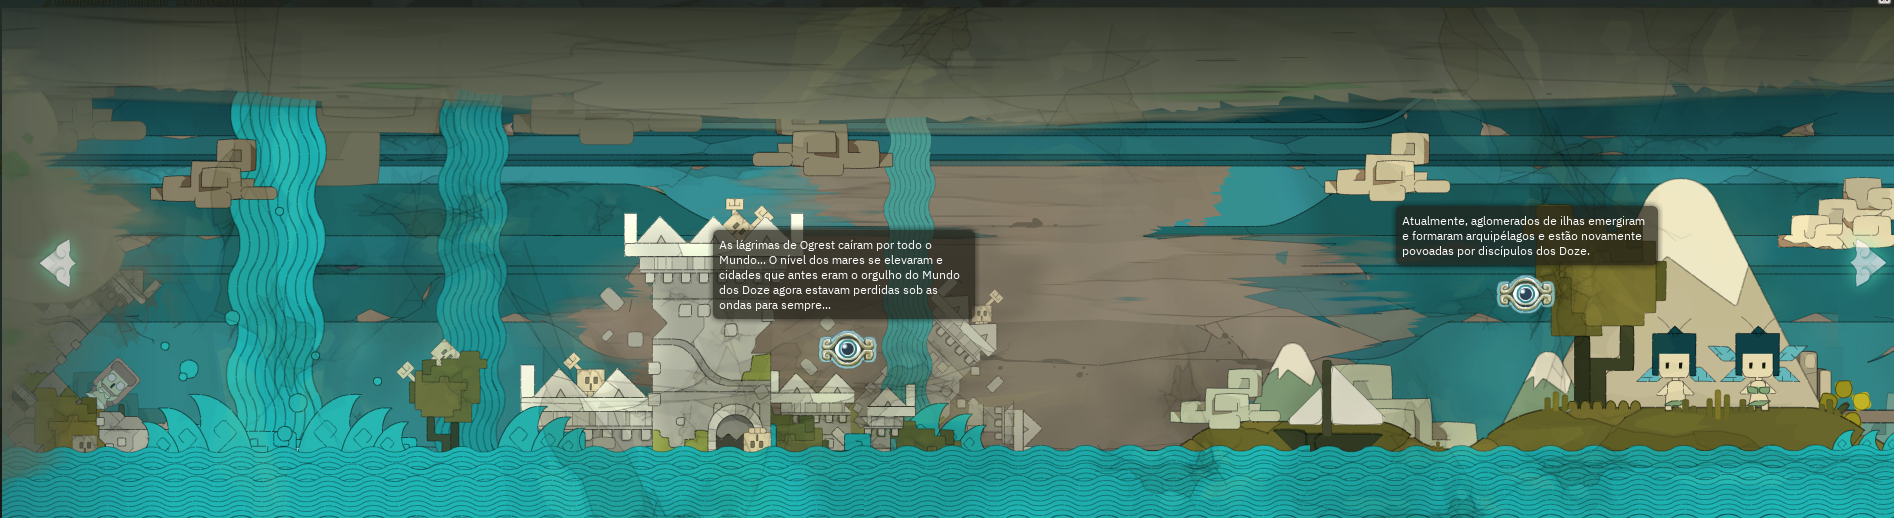 As lágrimas de Ogrest caíram por todo o
Mundo... O nível dos mares se elevaram e
cidades que antes eram o orgulho do Mundo
dos Doze agora estavam perdidas sob as
ondas para sempre...
Atualmente, aglomerados de ilhas emergiram
e formaram arquipélagos e estão novamente
povoadas por discípulos dos Doze.